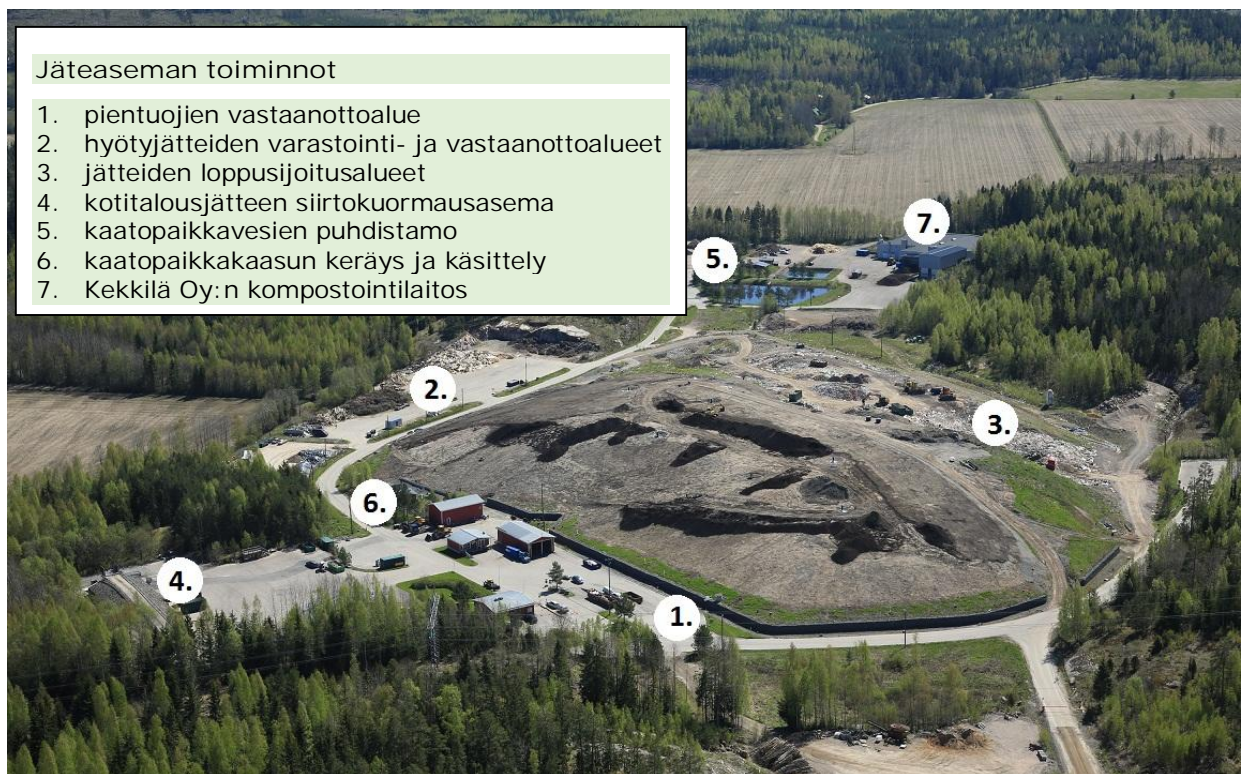 Jäteaseman toiminnot
1. pientuojien vastaanottoalue
2. hyötyjätteiden varastointi- ja vastaanottoalueet
3. jätteiden loppusijoitusalueet
4. kotitalousjätteen siirtokuormausasema
5. kaatopaikkavesien puhdistamo
6. kaatopaikkakaasun keräys ja käsittely
7. Kekkilä Oy:n kompostointilaitos
7.
5.
2.
3.
6.
4.
1.